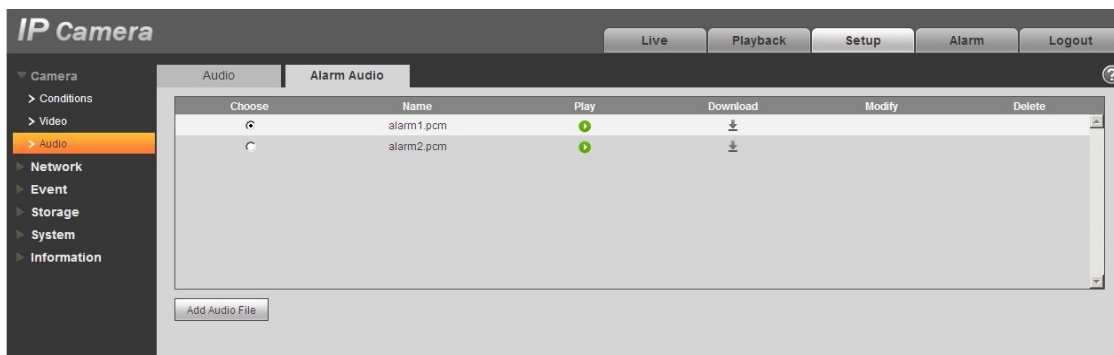 IP Camera
Live Playback Setup Alarm Logout
Camera
Conditions
Video
Audio
Network
Event
Storage
System
Information
Audio Alarm Audio
Choose Name Play Download Modify Delete
alarm1.pcm
alarm2.pcm
Add Audio File